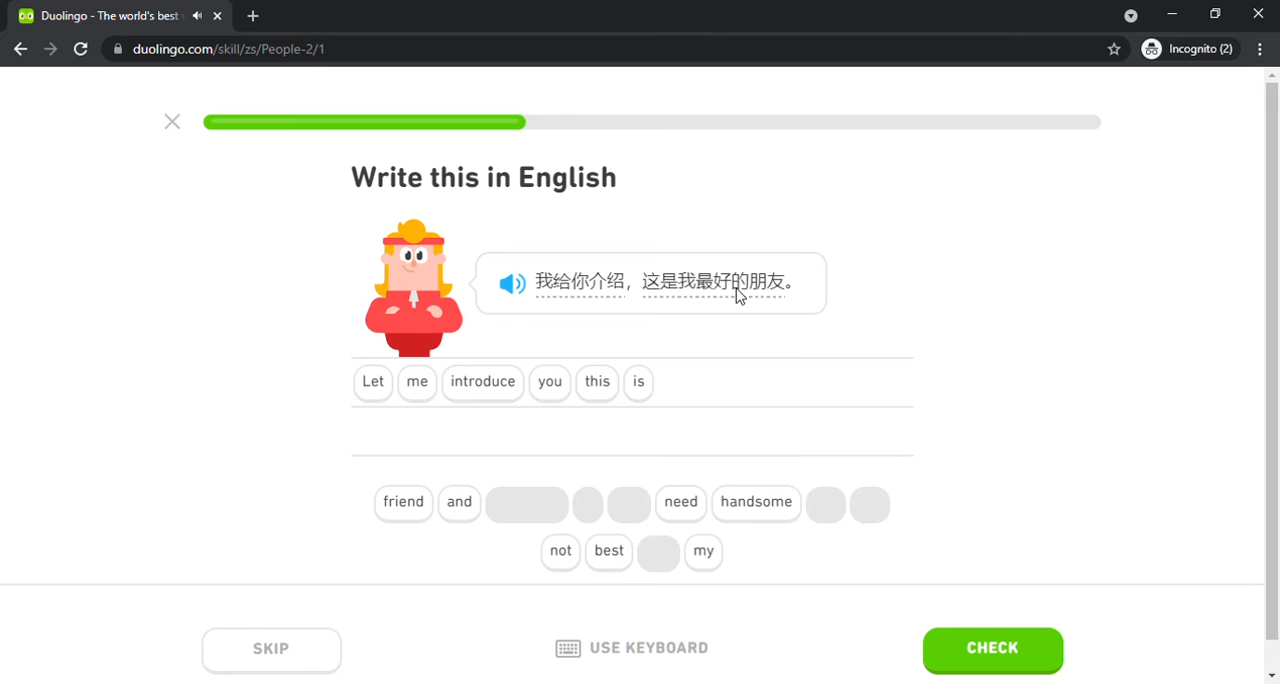 Duolingo - The world's best
duolingo.com/skill/zs/People-2/1
Incognito (2)
Write this in English
我给你介绍，这是我最好的朋友。
Let me introduce you this is
friend and need handsome
not best my
SKIP
USE KEYBOARD
CHECK